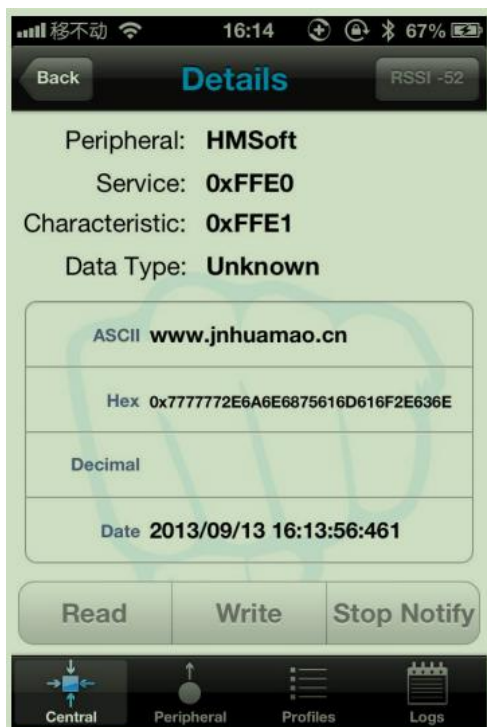 移不动 16:14 67%
Back Details RSSI -52
Peripheral: HMSoft
Service: 0xFFE0
Characteristic: 0xFFE1
Data Type: Unknown
ASCII www.jnhuamao.cn
Hex 0x7777772E6A6E6875616D616F2E636E
Decimal
Date 2013/09/13 16:13:56:461
Read Write Stop Notify
Central Peripheral Profiles Logs